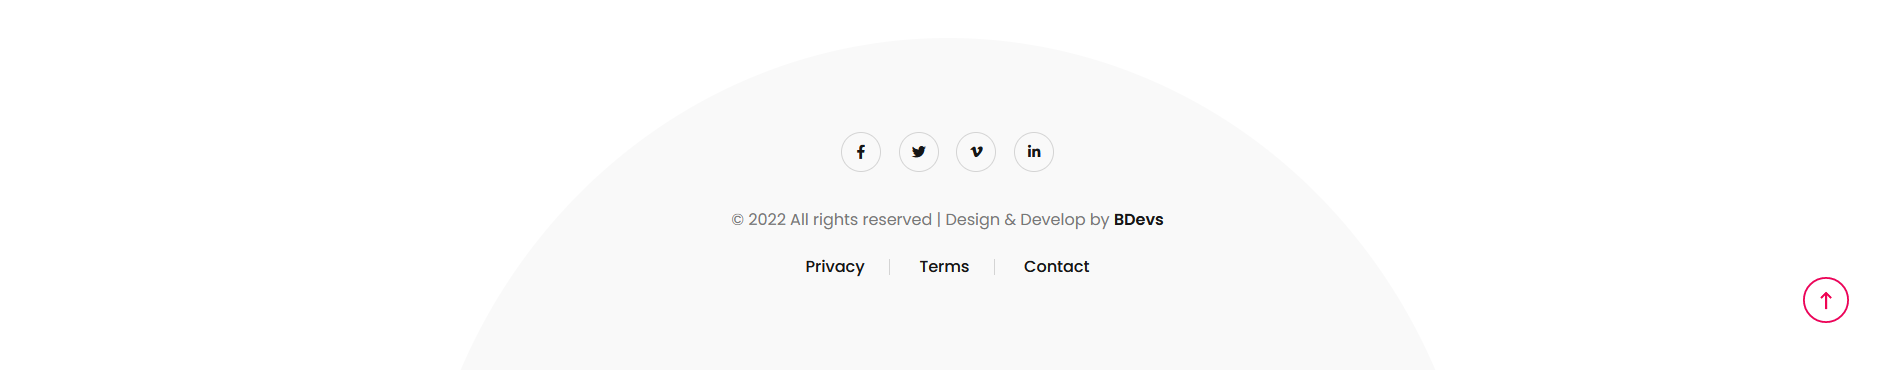 © 2022 All rights reserved | Design & Develop by BDevs
Privacy Terms Contact